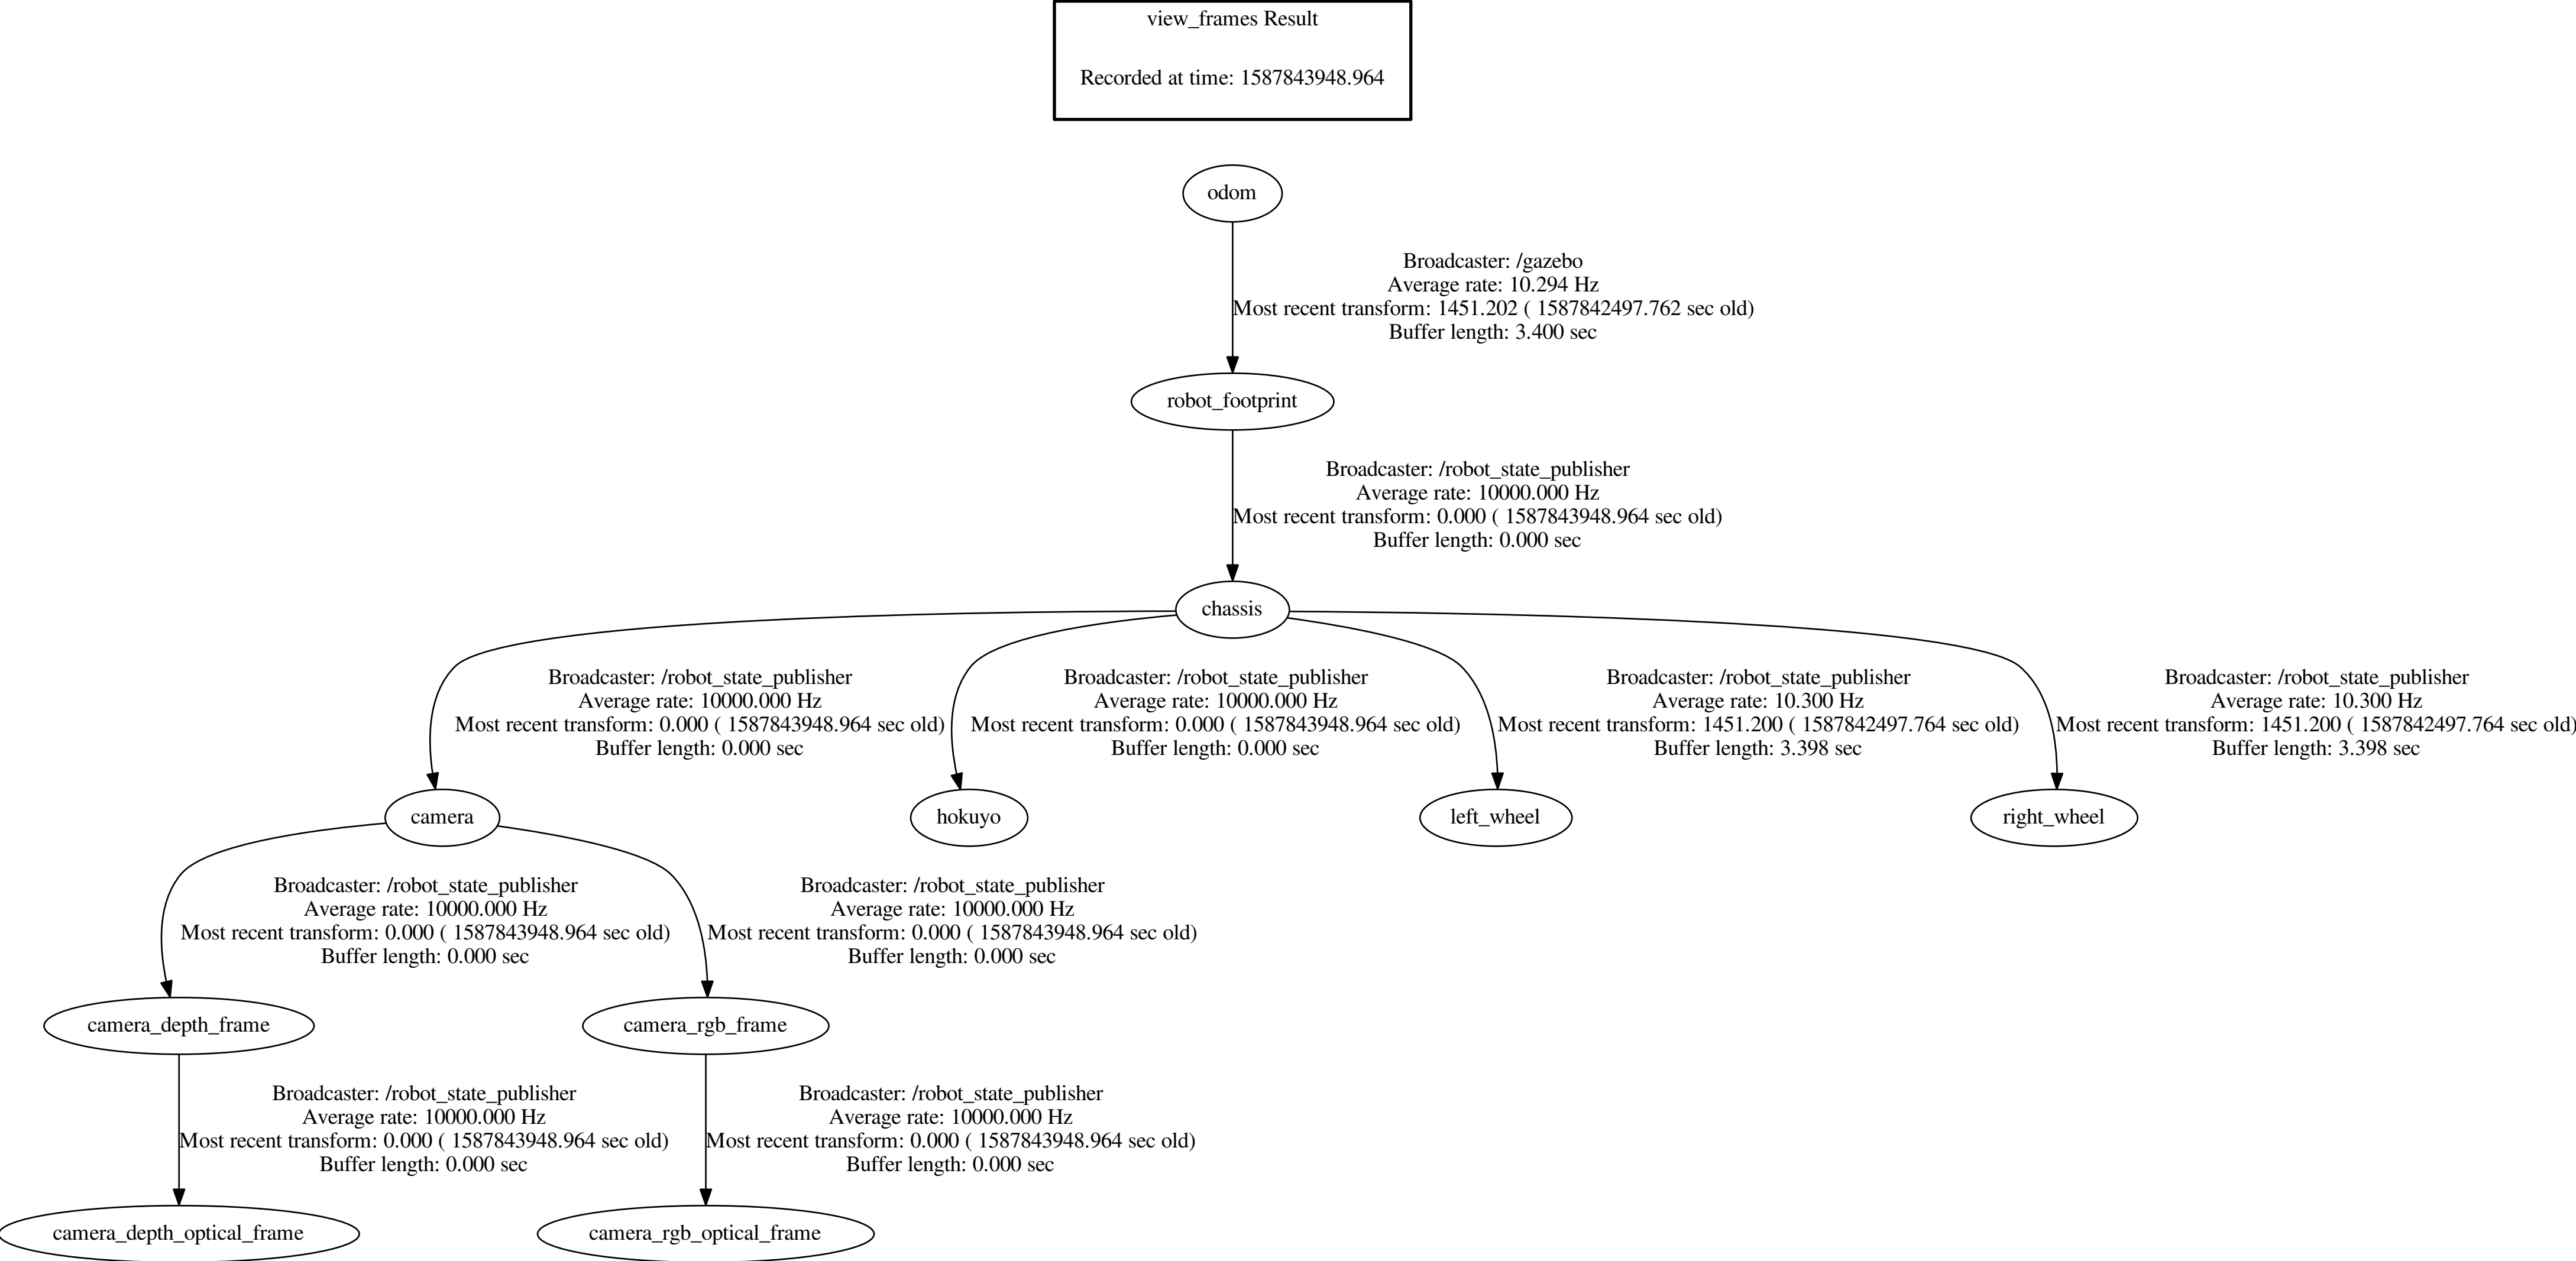 view_frames Result
Recorded at time: 1587843948.964
odom
Broadcaster: /gazebo
Average rate: 10.294 Hz
Most recent transform: 1451.202 ( 1587842497.762 sec old)
Buffer length: 3.400 sec
robot_footprint
Broadcaster: /robot_state_publisher
Average rate: 10000.000 Hz
Most recent transform: 0.000 ( 1587843948.964 sec old)
Buffer length: 0.000 sec
chassis
Broadcaster: /robot_state_publisher
Average rate: 10000.000 Hz
Most recent transform: 0.000 ( 1587843948.964 sec old)
Buffer length: 0.000 sec
Broadcaster: /robot_state_publisher
Average rate: 10000.000 Hz
Most recent transform: 0.000 ( 1587843948.964 sec old)
Buffer length: 0.000 sec
Broadcaster: /robot_state_publisher
Average rate: 10.300 Hz
Most recent transform: 1451.200 ( 1587842497.764 sec old)
Buffer length: 3.398 sec
Broadcaster: /robot_state_publisher
Average rate: 10.300 Hz
Most recent transform: 1451.200 ( 1587842497.764 sec old)
Buffer length: 3.398 sec
camera
hokuyo
left_wheel
right_wheel
Broadcaster: /robot_state_publisher
Average rate: 10000.000 Hz
Most recent transform: 0.000 ( 1587843948.964 sec old)
Buffer length: 0.000 sec
Broadcaster: /robot_state_publisher
Average rate: 10000.000 Hz
Most recent transform: 0.000 ( 1587843948.964 sec old)
Buffer length: 0.000 sec
camera_depth_frame
camera_rgb_frame
Broadcaster: /robot_state_publisher
Average rate: 10000.000 Hz
Most recent transform: 0.000 ( 1587843948.964 sec old)
Buffer length: 0.000 sec
Broadcaster: /robot_state_publisher
Average rate: 10000.000 Hz
Most recent transform: 0.000 ( 1587843948.964 sec old)
Buffer length: 0.000 sec
camera_depth_optical_frame
camera_rgb_optical_frame